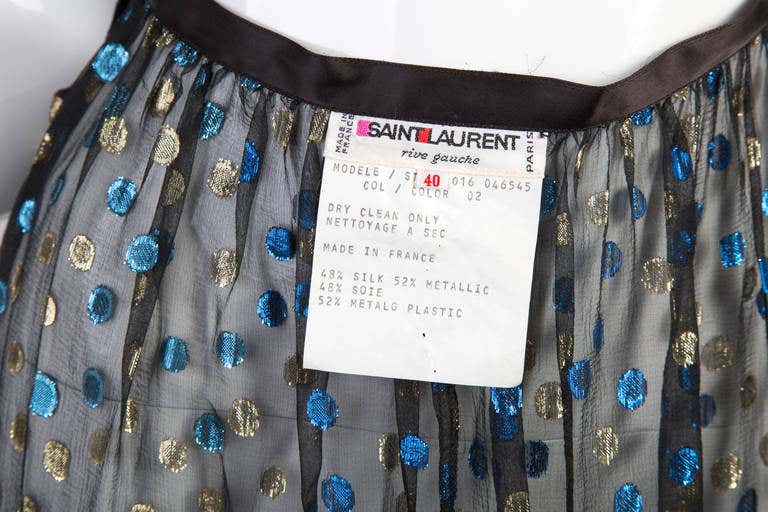 MADE IN
FRANCE
SAINT LAURENT
rive gauche
PARIS
MODELE / ST 40 016 046545
COL / COLOR 02
DRY CLEAN ONLY
NETTOYAGE A SEC
MADE IN FRANCE
48% SILK 52% METALLIC
48% SOIE
52% METALG PLASTIC